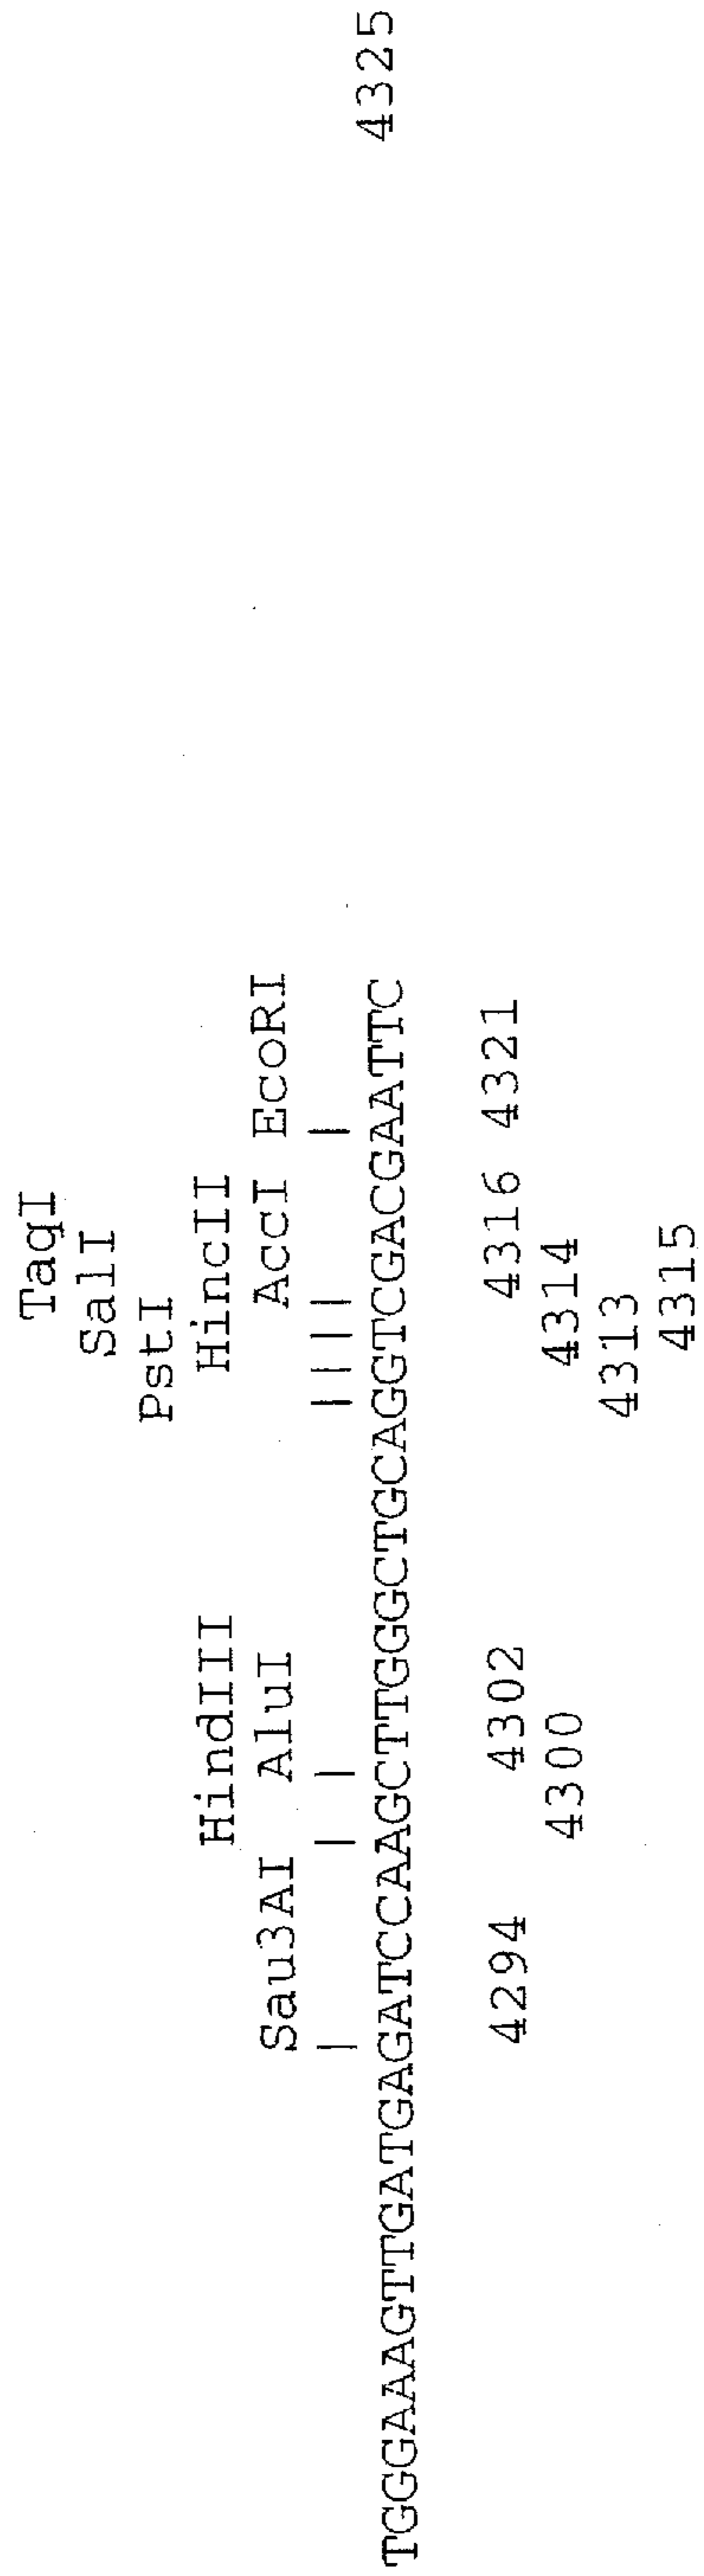 TaqI
SalI
PstI
HindIII HincII
Sau3AI AluI AccI EcoRI
TGGGAAAGTTGATGAGATCCAAGCTTGGGCTGCAGGTCGACGAATTC 4325
4294 4302 4316 4321
4300 4314
4313
4315